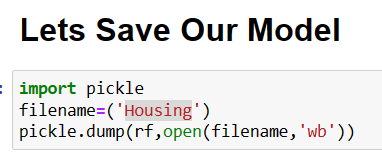 Lets Save Our Model
:
import pickle
filename=('Housing')
pickle.dump(rf,open(filename,'wb'))